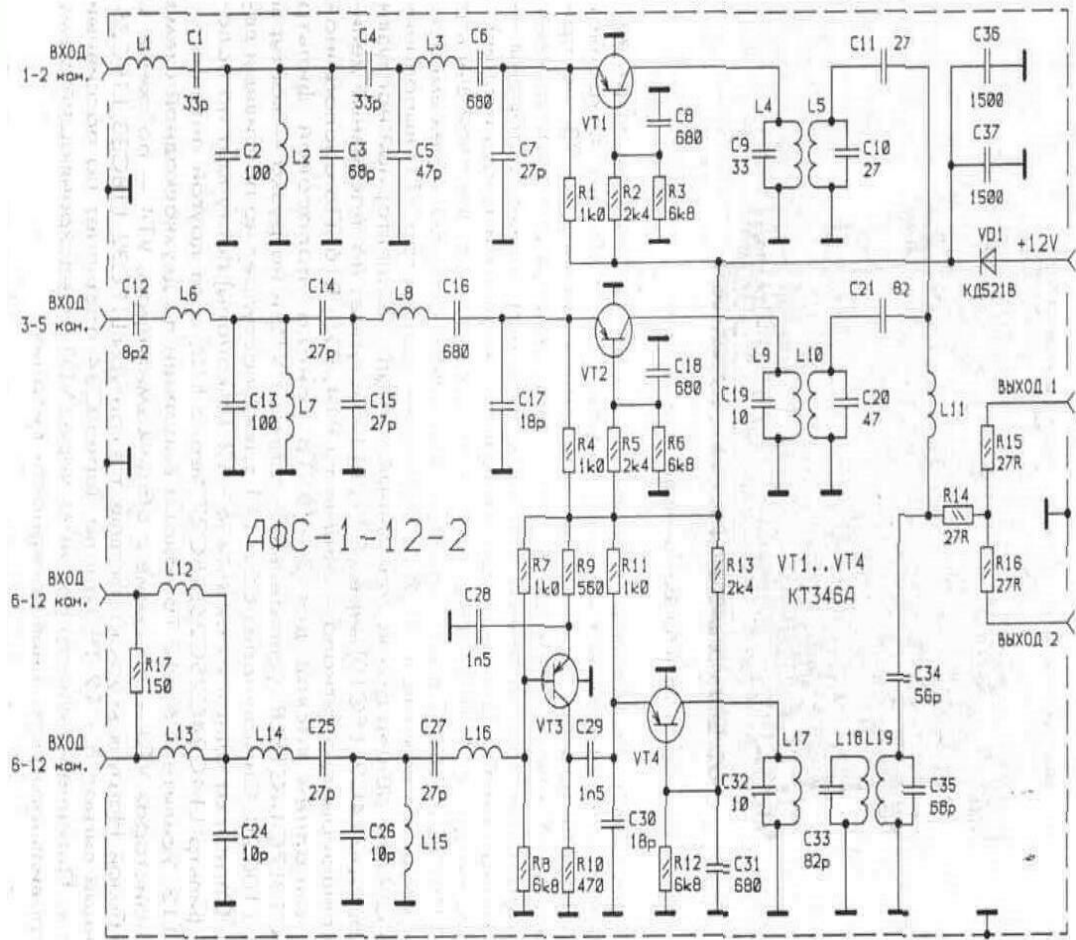 ВХОД
1-2 кан.
L1
C1
33p
C2
100
L2
C3
68p
C4
33p
C5
47p
L3
C6
680
C7
27p
VT1
C8
680
R1
1k0
R2
2k4
R3
6k8
L4
L5
C9
33
C10
27
C11
27
C36
1500
C37
1500
VD1
+12V
КД521В
ВХОД
3-5 кан.
C12
8p2
L6
C13
100
L7
C14
27p
C15
27p
L8
C16
680
C17
18p
VT2
C18
680
R4
1k0
R5
2k4
R6
6k8
L9
L10
C19
10
C20
47
C21
82
L11
ВЫХОД 1
R15
27R
R14
27R
R16
27R
ВЫХОД 2
ДФС-1-12-2
R7
1k0
R9
560
R11
1k0
R13
2k4
VT1..VT4
КТ346А
ВХОД
6-12 кан.
L12
R17
150
ВХОД
6-12 кан.
L13
L14
C24
10p
C25
27p
C26
10p
L15
C27
27p
L16
C28
1n5
VT3
C29
1n5
R8
6k8
R10
470
C30
18p
VT4
R12
6k8
C31
680
L17
C32
10
L18
L19
C33
82p
C34
56p
C35
68p